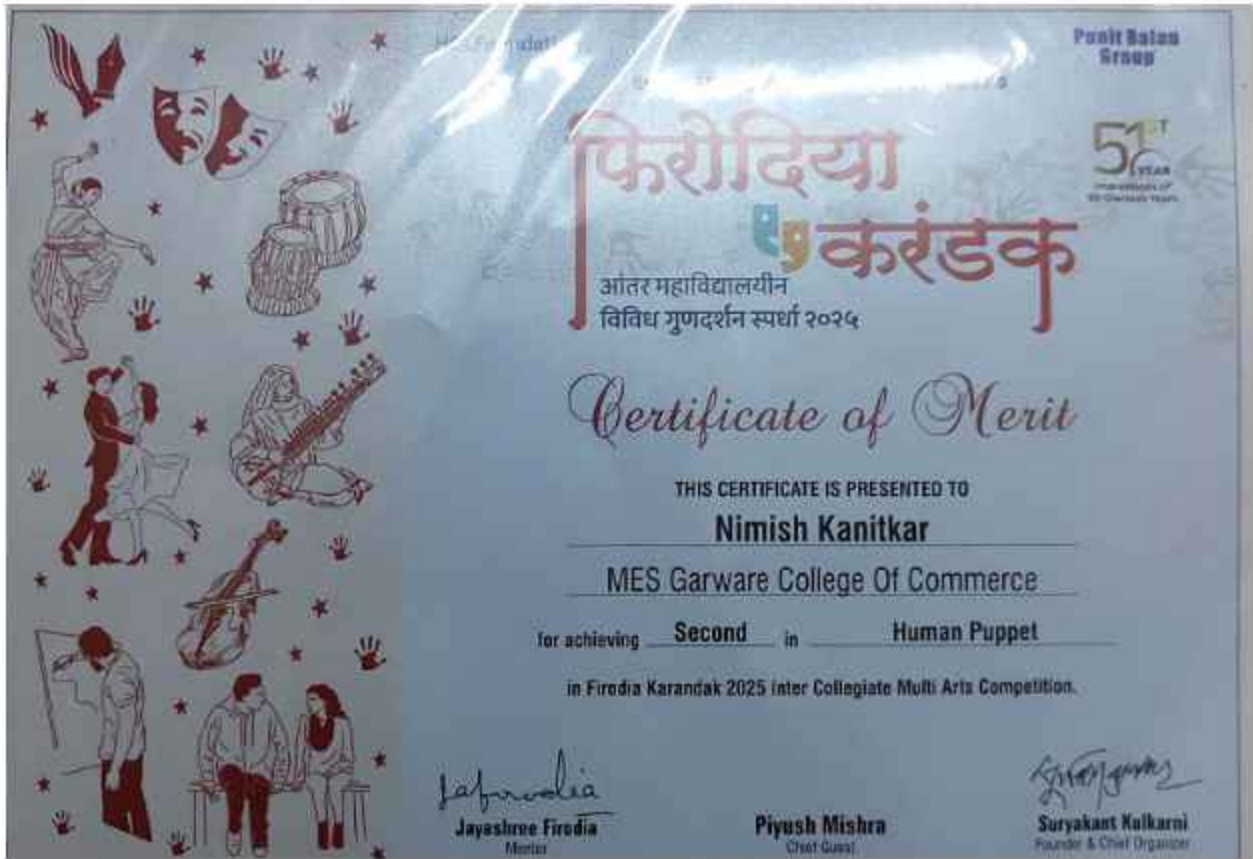 Punit Balan
Group
51ST
YEAR
फिरोदिया
करंडक
आंतर महाविद्यालयीन
विविध गुणदर्शन स्पर्धा २०२५
Certificate of Merit
THIS CERTIFICATE IS PRESENTED TO
Nimish Kanitkar
MES Garware College Of Commerce
for achieving Second in Human Puppet
in Firodia Karandak 2025 Inter Collegiate Multi Arts Competition.
Jayashree Firodia
Mentor
Piyush Mishra
Chief Guest
Suryakant Kulkarni
Founder & Chief Organizer